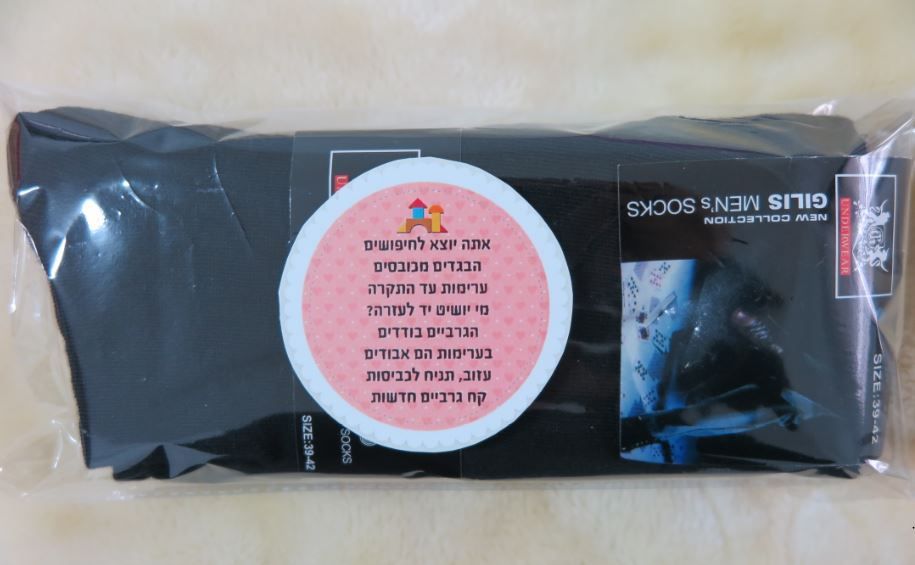 אתה יוצא לחיפושים
הבגדים מכובסים
ערימות עד התקרה
מי יושיט יד לעזרה?
הגרביים בודדים
בערימות הם אבודים
עזוב, תניח לכביסות
קח גרביים חדשות
NEW COLLECTION
GILIS MEN's SOCKS
UNDERWEAR
SIZE:39-42
U
SOCKS
SIZE:39-42